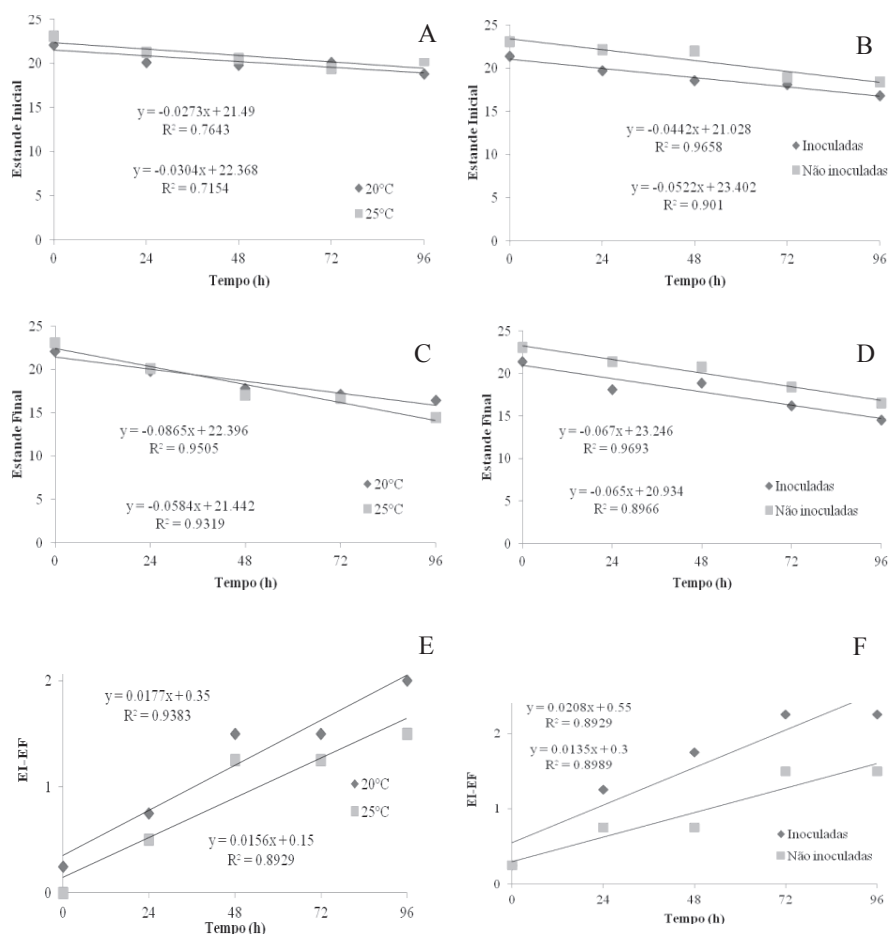 A
25
20
15
10
5
0
Estande Inicial
y = -0.0273x + 21.49
R² = 0.7643
y = -0.0304x + 22.368
R² = 0.7154
20°C
25°C
0 24 48 72 96
Tempo (h)
B
25
20
15
10
5
0
Estande Inicial
y = -0.0442x + 21.028
R² = 0.9658
y = -0.0522x + 23.402
R² = 0.901
Inoculadas
Não inoculadas
0 24 48 72 96
Tempo (h)
C
25
20
15
10
5
0
Estande Final
y = -0.0865x + 22.396
R² = 0.9505
y = -0.0584x + 21.442
R² = 0.9319
20°C
25°C
0 24 48 72 96
Tempo (h)
D
25
20
15
10
5
0
Estande Final
y = -0.067x + 23.246
R² = 0.9693
y = -0.065x + 20.934
R² = 0.8966
Inoculadas
Não inoculadas
0 24 48 72 96
Tempo (h)
E
2
1
0
EI-EF
y = 0.0177x + 0.35
R² = 0.9383
20°C
25°C
y = 0.0156x + 0.15
R² = 0.8929
0 24 48 72 96
Tempo (h)
F
2
1
0
EI-EF
y = 0.0208x + 0.55
R² = 0.8929
y = 0.0135x + 0.3
R² = 0.8989
Inoculadas
Não inoculadas
0 24 48 72 96
Tempo (h)